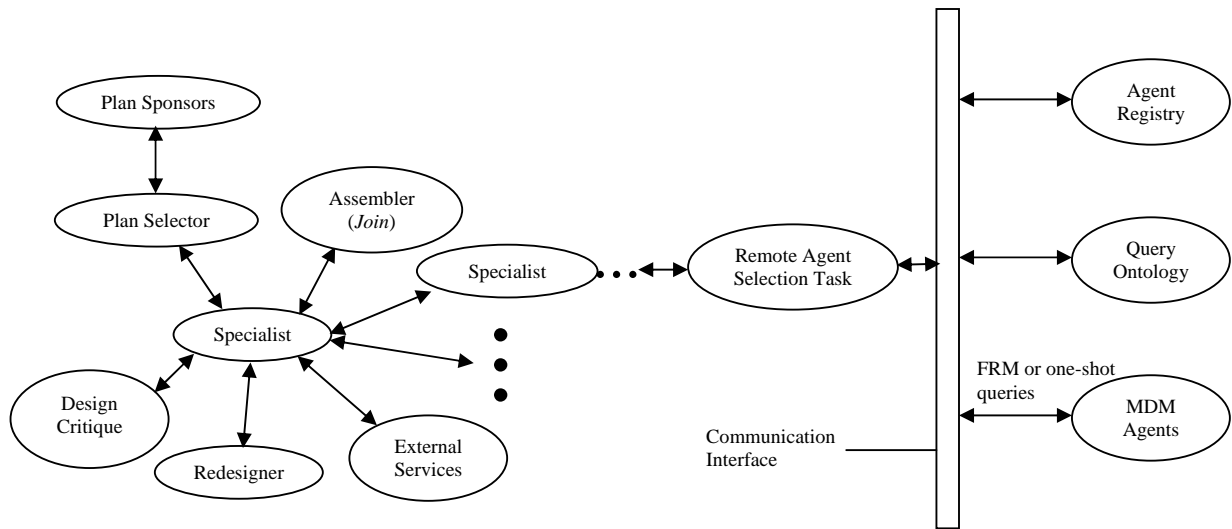 Plan Sponsors
Plan Selector
Assembler
(Join)
Specialist
Specialist
Design
Critique
Redesigner
External
Services
Remote Agent
Selection Task
Communication
Interface
Agent
Registry
Query
Ontology
FRM or one-shot
queries
MDM
Agents